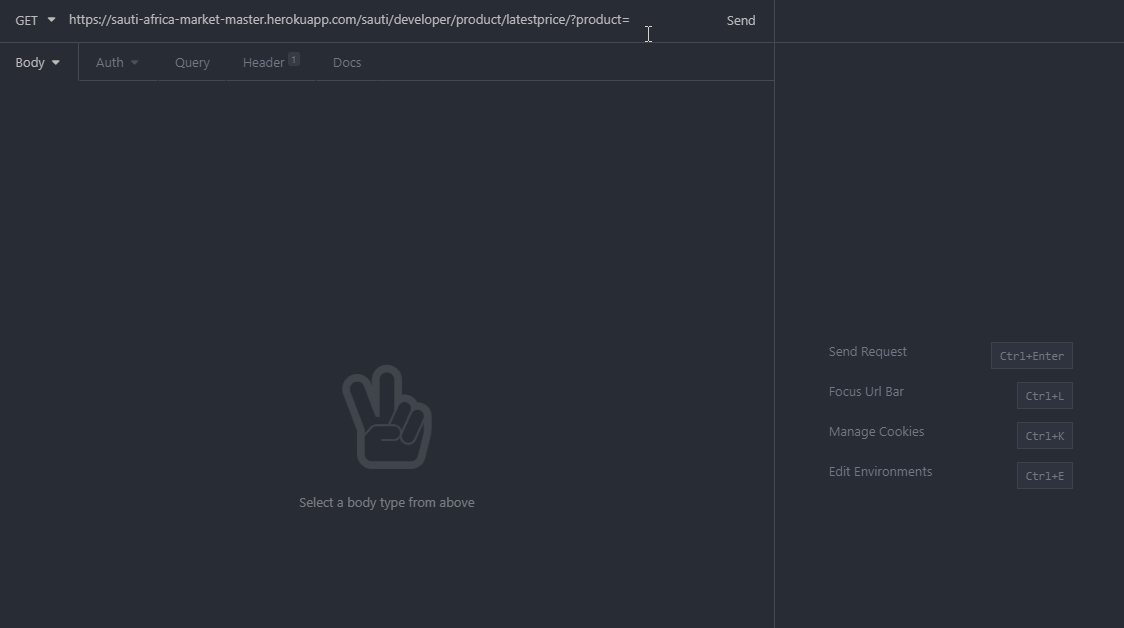 GET https://sauti-africa-market-master.herokuapp.com/sauti/developer/product/latestprice/?product= Send
Body Auth Query Header 1 Docs
Send Request Ctrl+Enter
Focus Url Bar Ctrl+L
Manage Cookies Ctrl+K
Edit Environments Ctrl+E
Select a body type from above